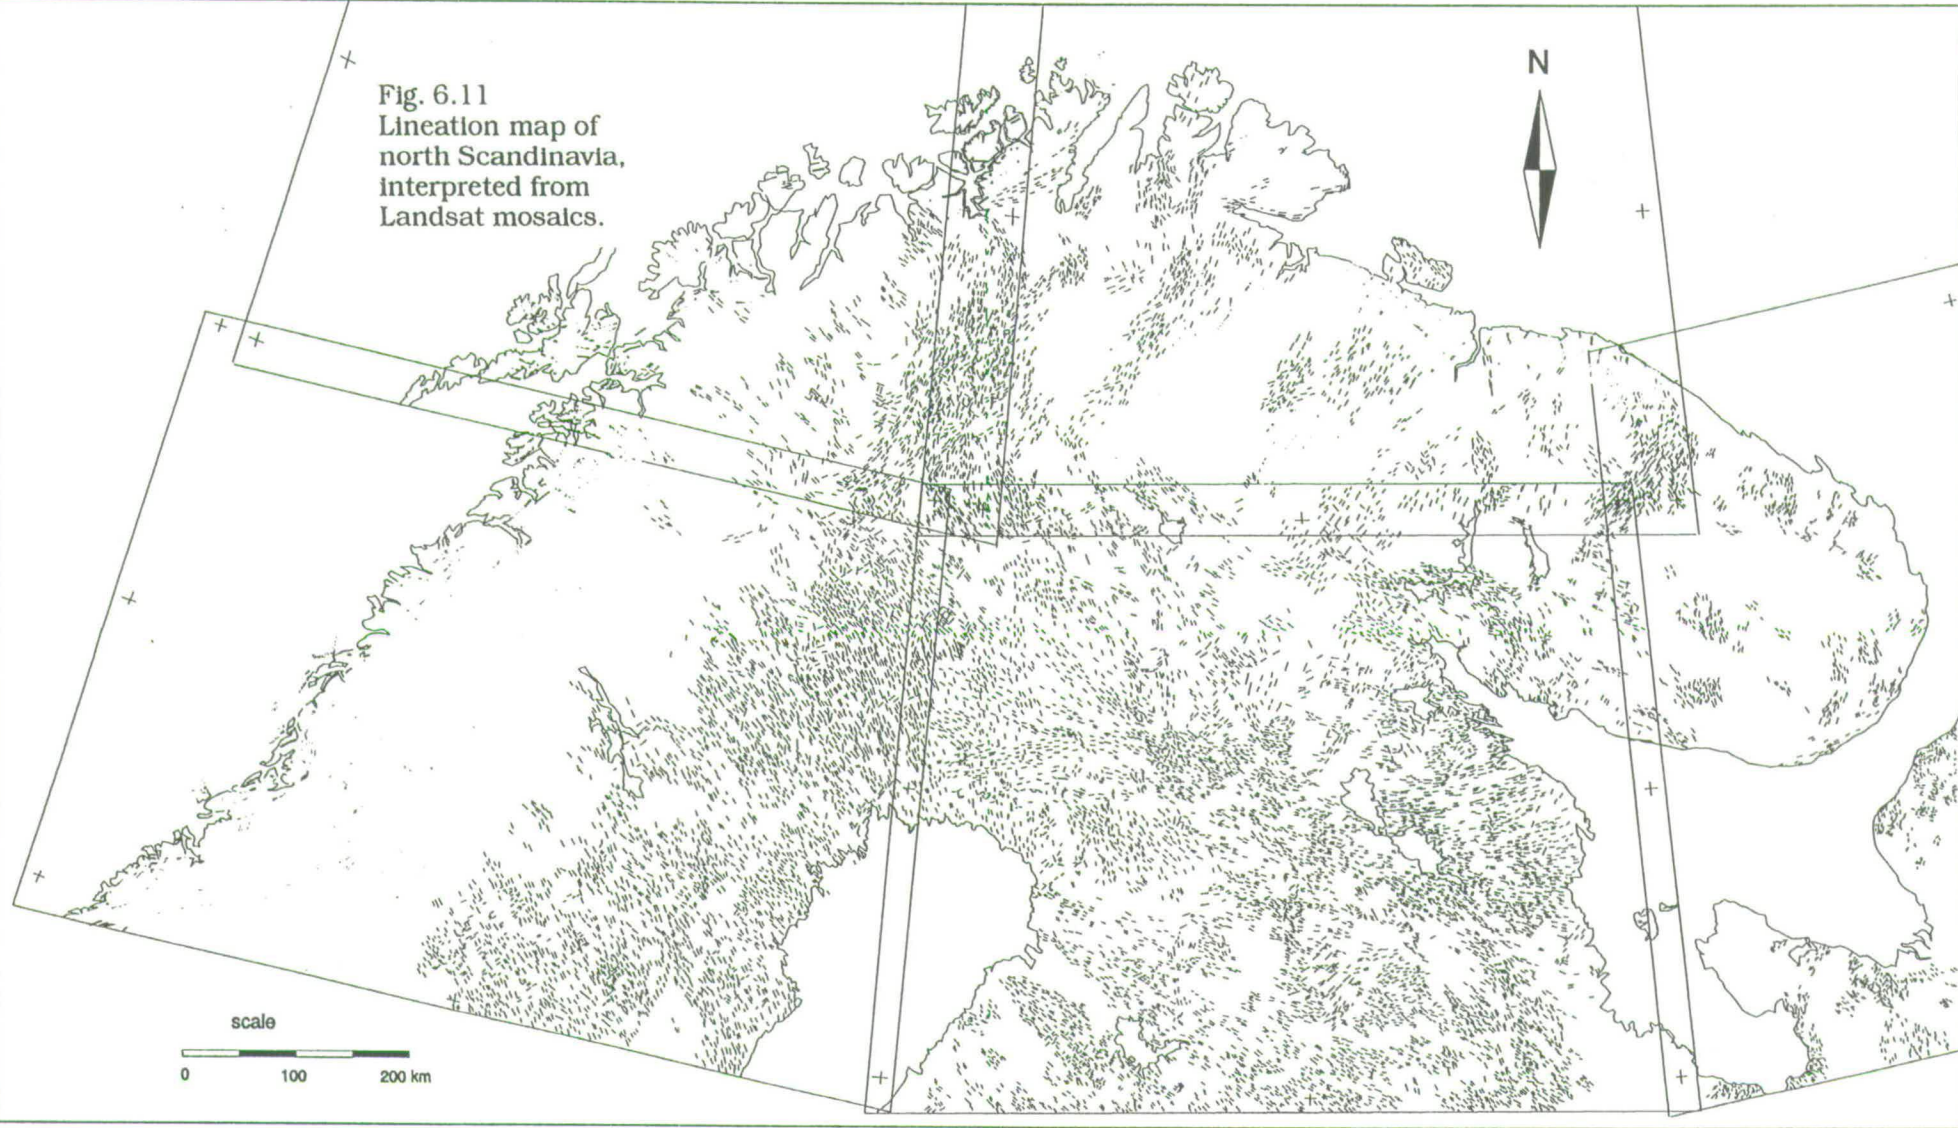 Fig. 6.11
Lineation map of
north Scandinavia,
interpreted from
Landsat mosaics.
N
scale
0 100 200 km